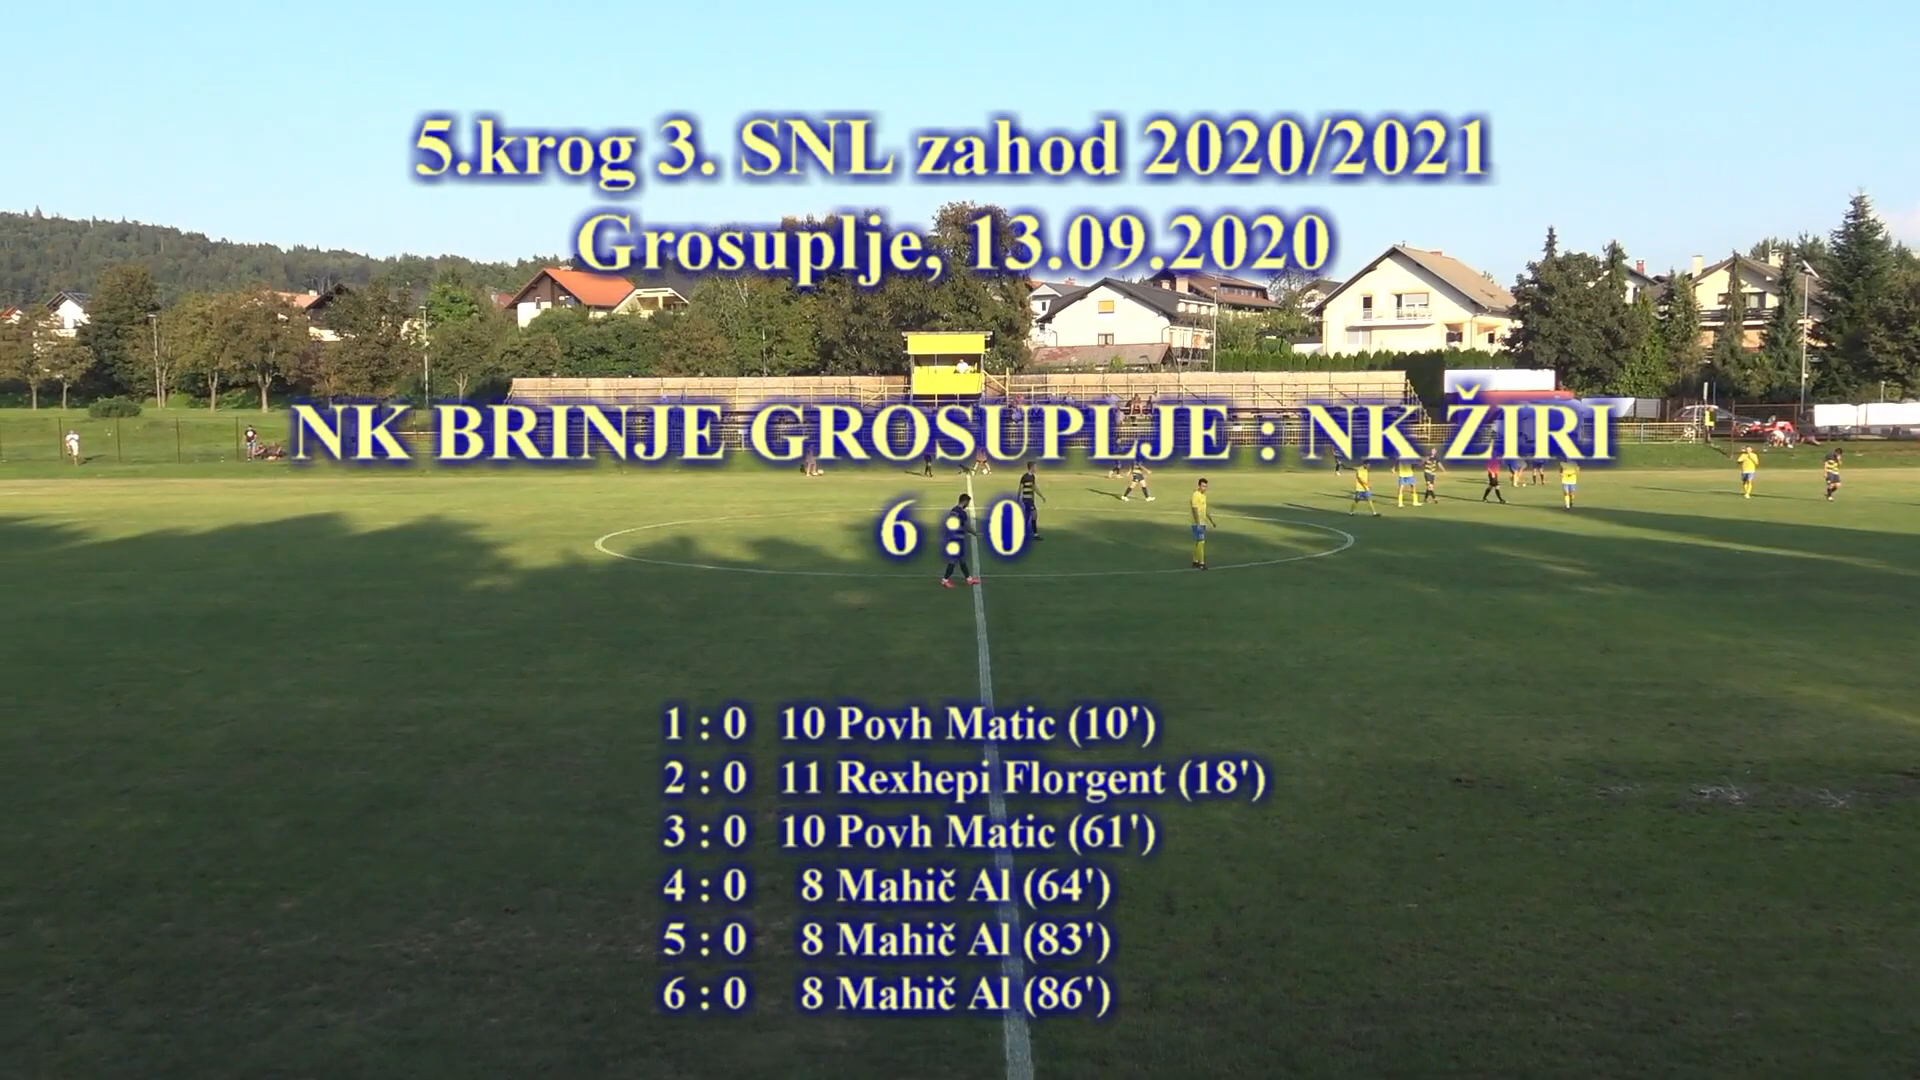 5.krog 3. SNL zahod 2020/2021
Grosuplje, 13.09.2020
NK BRINJE GROSUPLJE : NK ŽIRI
6 : 0
1 : 0 10 Povh Matic (10')
2 : 0 11 Rexhepi Florgent (18')
3 : 0 10 Povh Matic (61')
4 : 0 8 Mahič Al (64')
5 : 0 8 Mahič Al (83')
6 : 0 8 Mahič Al (86')